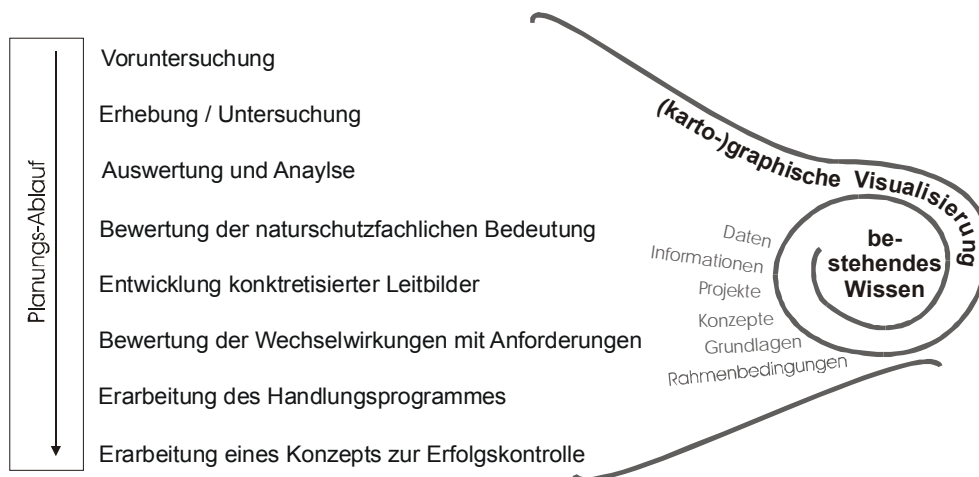 Planungs-Ablauf
Voruntersuchung
Erhebung / Untersuchung
Auswertung und Anaylse
Bewertung der naturschutzfachlichen Bedeutung
Entwicklung konktretisierter Leitbilder
Bewertung der Wechselwirkungen mit Anforderungen
Erarbeitung des Handlungsprogrammes
Erarbeitung eines Konzepts zur Erfolgskontrolle
(karto-)graphische Visualisierung
Daten
Informationen
Projekte
Konzepte
Grundlagen
Rahmenbedingungen
be-
stehendes
Wissen